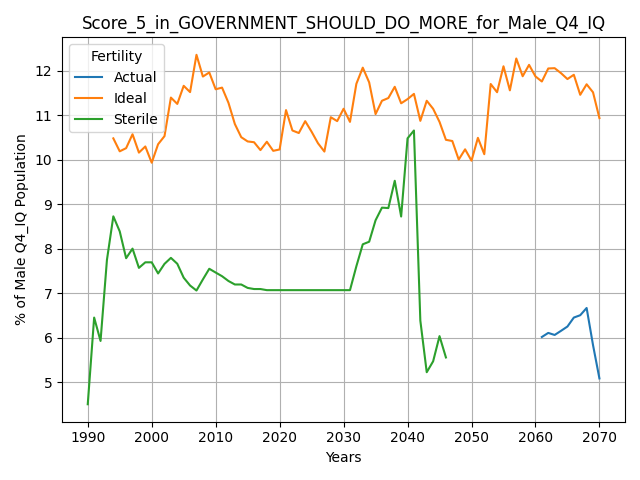 Score_5_in_GOVERNMENT_SHOULD_DO_MORE_for_Male_Q4_IQ
Fertility
Actual
Ideal
Sterile
% of Male Q4_IQ Population
12
11
10
9
8
7
6
5
1990 2000 2010 2020 2030 2040 2050 2060 2070
Years